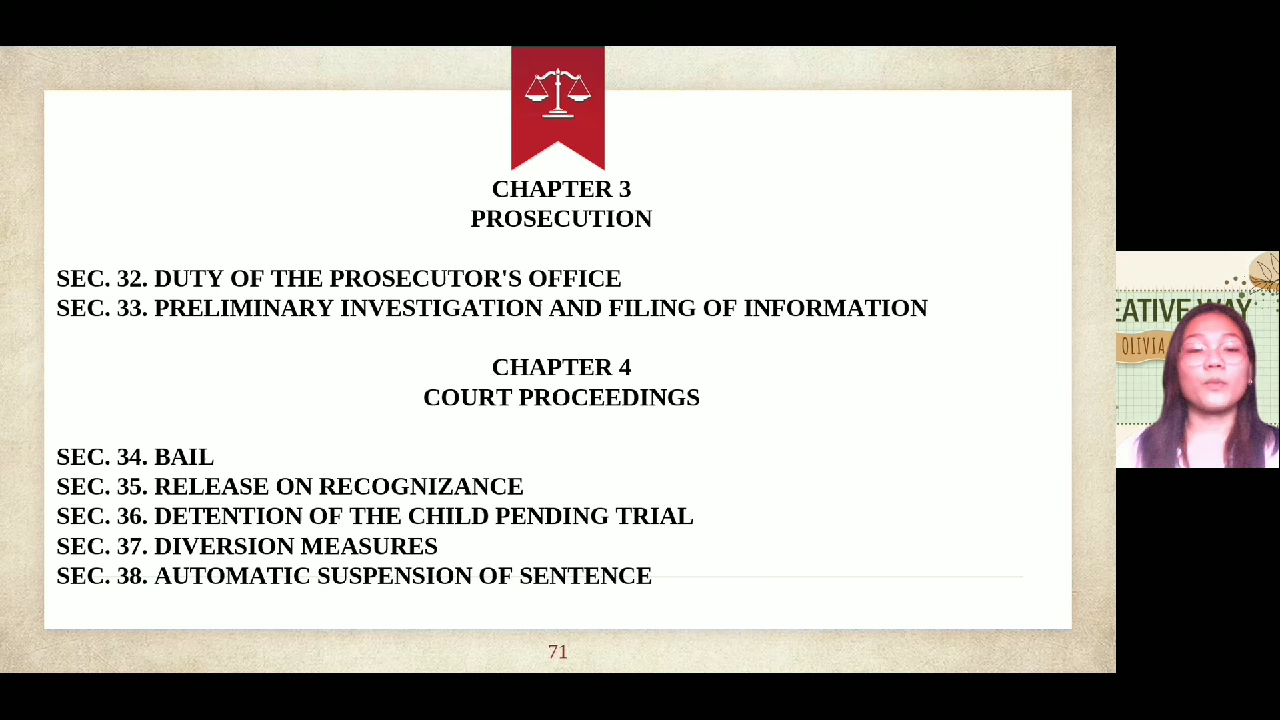 CHAPTER 3
PROSECUTION
SEC. 32. DUTY OF THE PROSECUTOR'S OFFICE
SEC. 33. PRELIMINARY INVESTIGATION AND FILING OF INFORMATION
CHAPTER 4
COURT PROCEEDINGS
SEC. 34. BAIL
SEC. 35. RELEASE ON RECOGNIZANCE
SEC. 36. DETENTION OF THE CHILD PENDING TRIAL
SEC. 37. DIVERSION MEASURES
SEC. 38. AUTOMATIC SUSPENSION OF SENTENCE
71
EATIVE WAY
OLIVIA